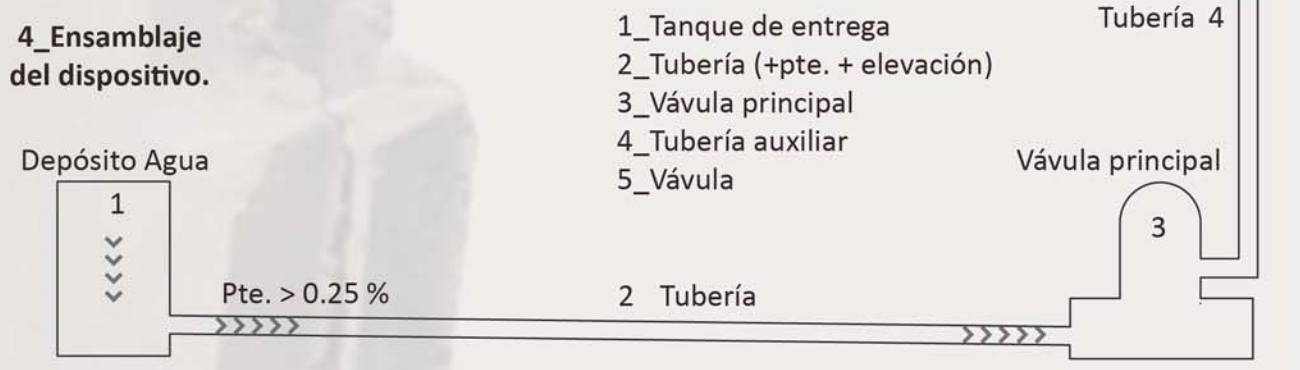 4_Ensamblaje
del dispositivo.
1_Tanque de entrega
2_Tubería (+pte. + elevación)
3_Vávula principal
4_Tubería auxiliar
5_Vávula
Tubería 4
Depósito Agua
1
Vávula principal
3
Pte. > 0.25 %
2 Tubería